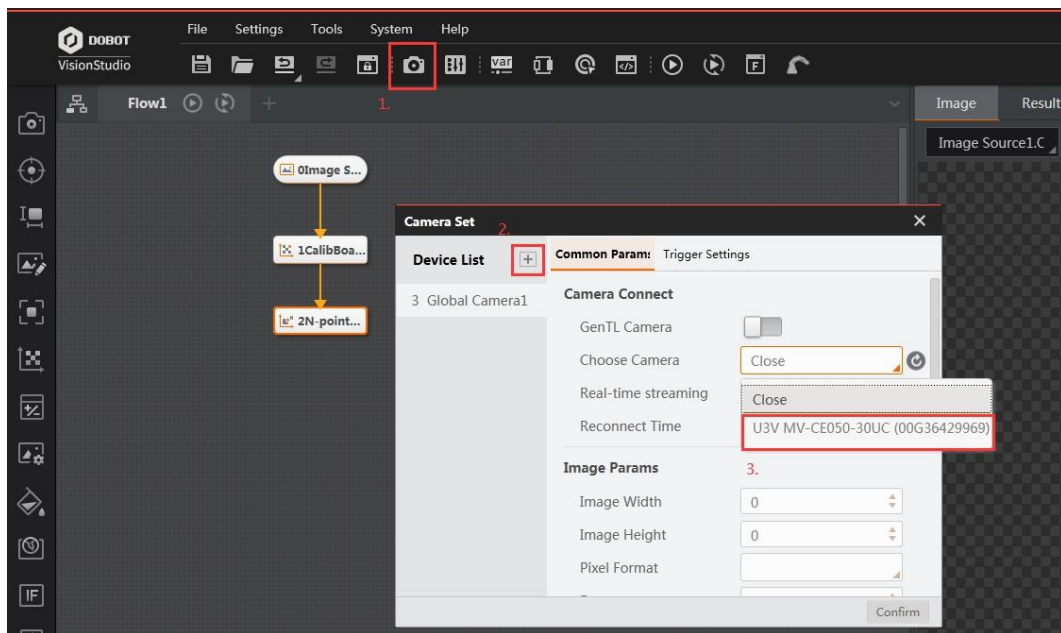 DOBOT
VisionStudio
File Settings Tools System Help
var
F
1.
Flow1
Image Result
Image Source1.C
0Image S...
1CalibBoa...
2N-point...
Camera Set
2.
Device List
Common Param:
Trigger Settings
3 Global Camera1
Camera Connect
GenTL Camera
Choose Camera Close
Real-time streaming
Close
Reconnect Time
U3V MV-CE050-30UC (00G36429969)
Image Params
3.
Image Width 0
Image Height 0
Pixel Format
Confirm
IF